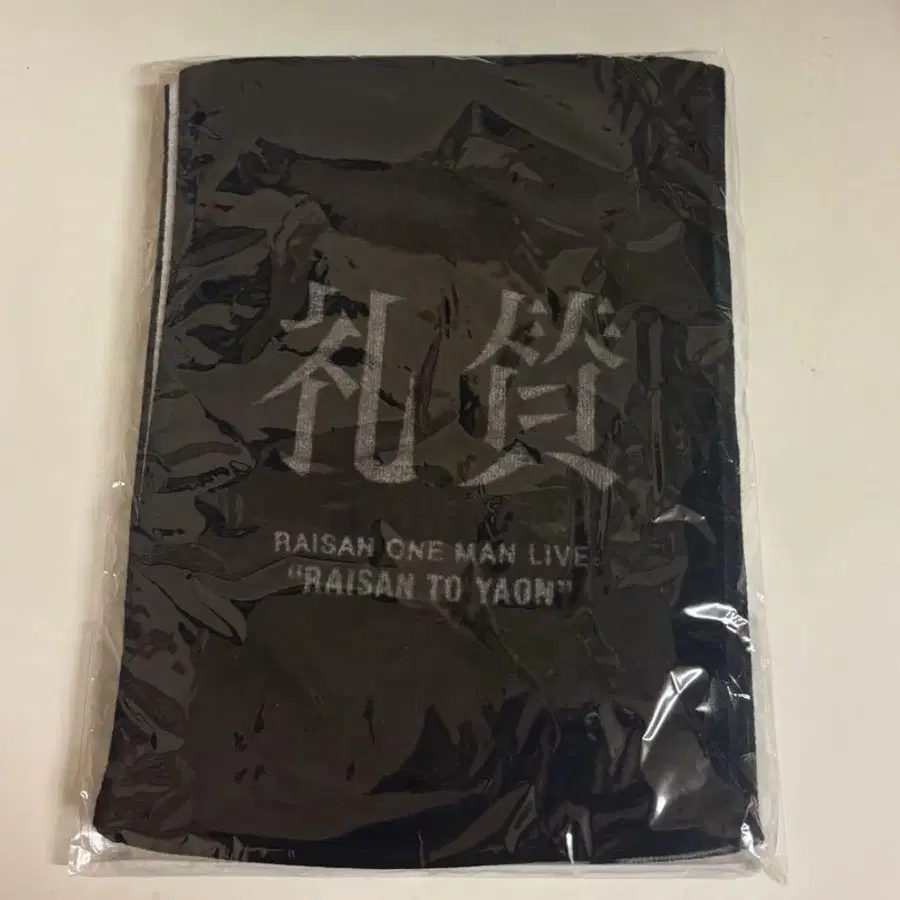 礼賛
RAISAN ONE MAN LIVE
"RAISAN TO YAON"